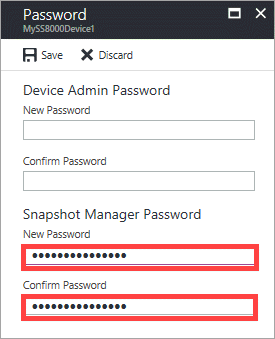 Password
MySS8000Device1
Save Discard
Device Admin Password
New Password
Confirm Password
Snapshot Manager Password
New Password
•••••••••••••••
Confirm Password
•••••••••••••••